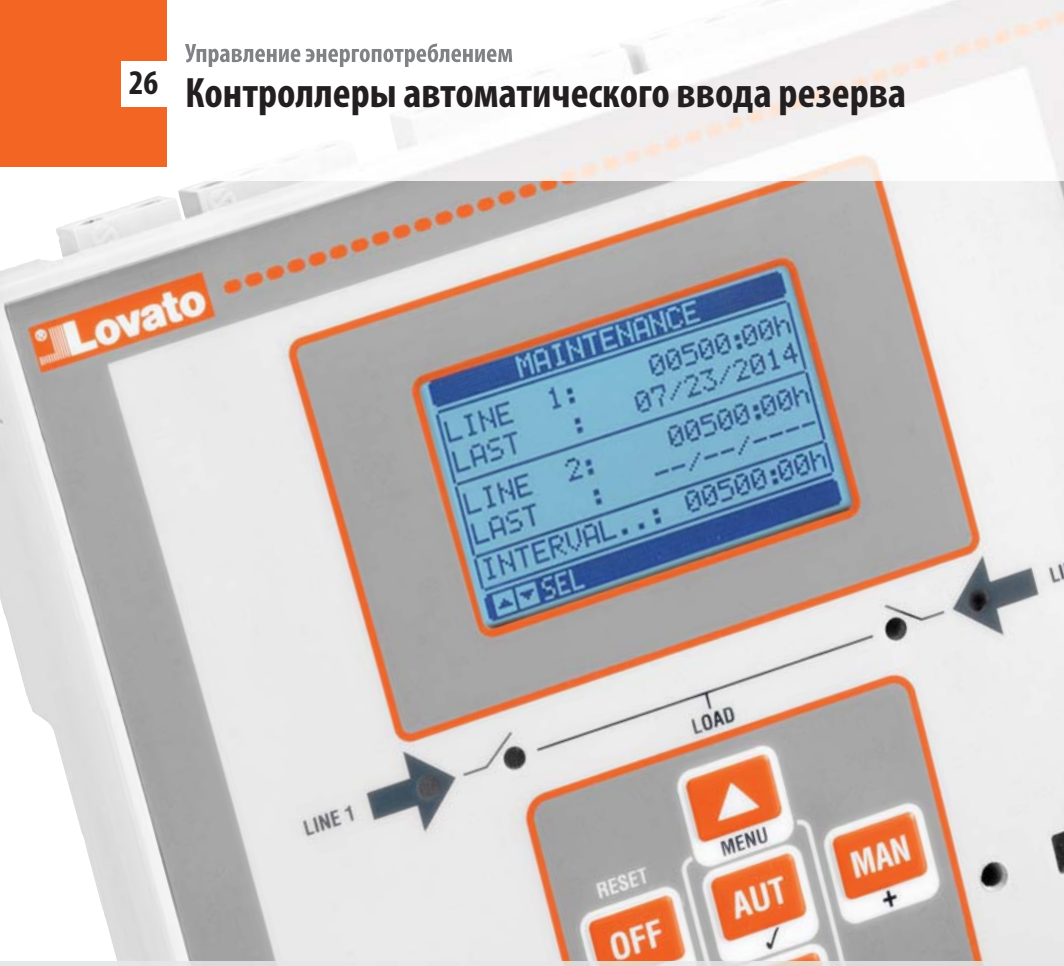 Управление энергопотреблением
26
Контроллеры автоматического ввода резерва
Lovato
MAINTENANCE
LINE 1: 00500:00h
LAST : 07/23/2014
LINE 2: 00500:00h
LAST : --/--/----
INTERVAL..: 00500:00h
▲▼SEL
LOAD
LINE 1
MENU
RESET
OFF
AUT
✓
MAN
+